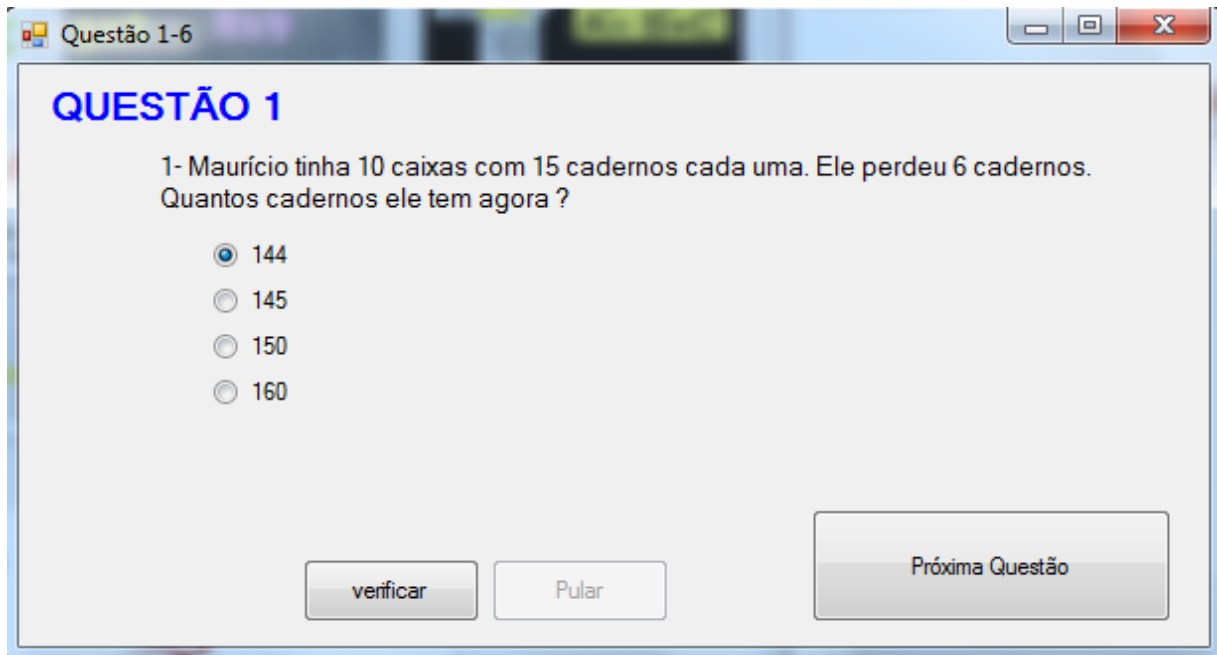 Questão 1-6
QUESTÃO 1
1- Maurício tinha 10 caixas com 15 cadernos cada uma. Ele perdeu 6 cadernos.
Quantos cadernos ele tem agora ?
144
145
150
160
verificar
Pular
Próxima Questão